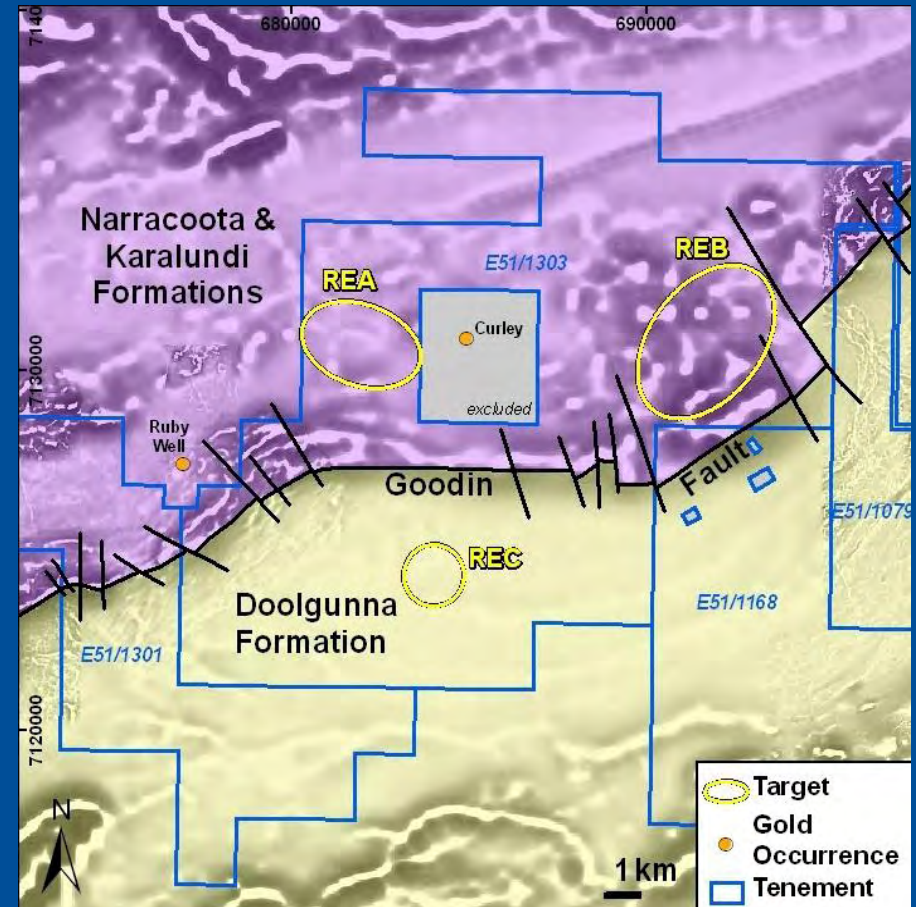 680000
690000
7140
Narracoota &
Karalundi
Formations
E51/1303
REB
REA
Curley
7130000
excluded
Ruby
Well
Goodin
Fault
E51/1079
REC
Doolgunna
Formation
E51/1168
E51/1301
7120000
N
1 km
Target
Gold
Occurrence
Tenement